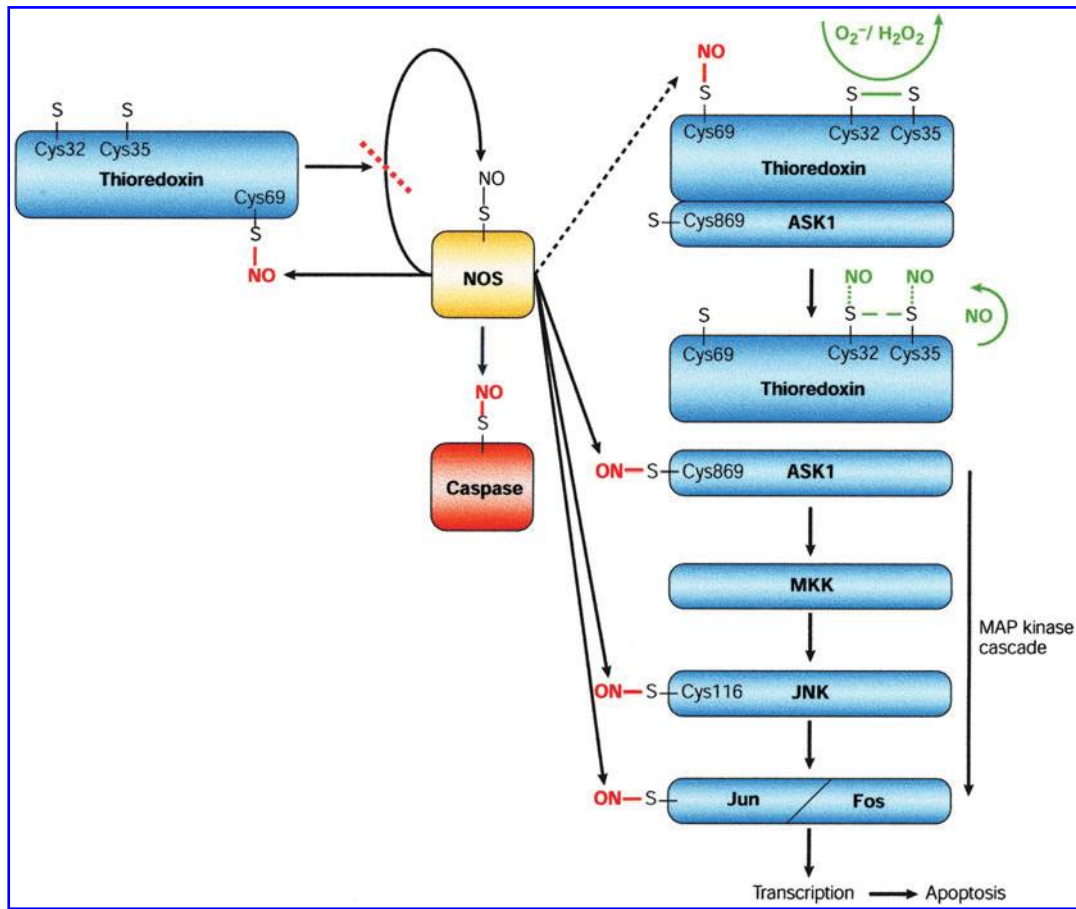 S S
Cys32 Cys35
Thioredoxin
Cys69
S
NO
NO
S
NOS
NO
S
Caspase
O₂⁻/ H₂O₂
NO
S S S
Cys69 Cys32 Cys35
Thioredoxin
S Cys869 ASK1
NO NO
S S S NO
Cys69 Cys32 Cys35
Thioredoxin
ON S Cys869 ASK1
MKK
MAP kinase
cascade
ON S Cys116 JNK
ON S Jun Fos
Transcription Apoptosis